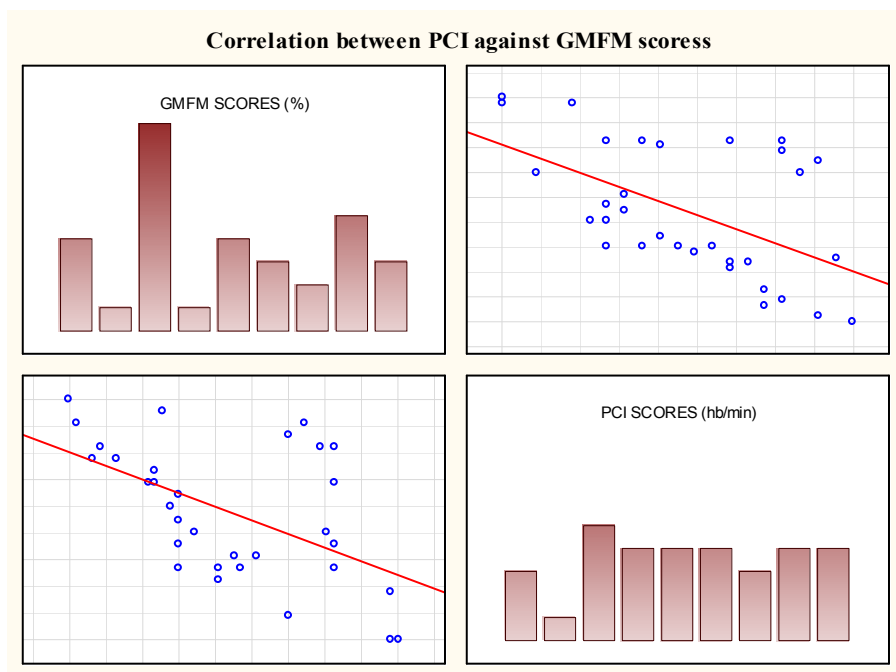 Correlation between PCI against GMFM scoress
GMFM SCORES (%)
PCI SCORES (hb/min)